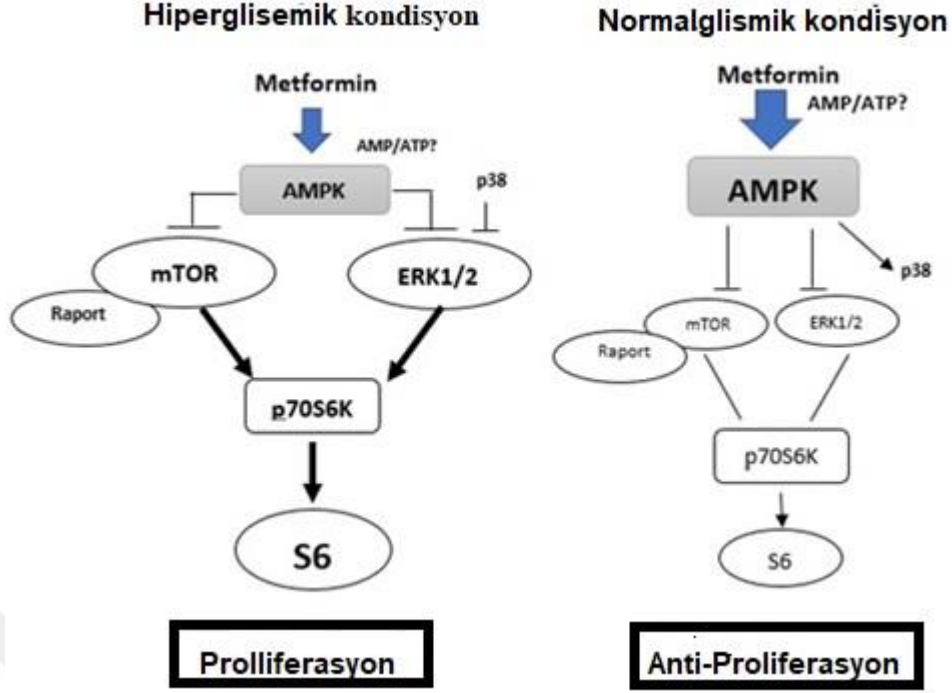 Hiperglisemik kondisyon
Metformin
AMP/ATP?
AMPK
p38
mTOR
ERK1/2
Raport
p70S6K
S6
Prolliferasyon
Normalglismik kondisyon
Metformin
AMP/ATP?
AMPK
p38
mTOR
ERK1/2
Raport
p70S6K
S6
Anti-Proliferasyon